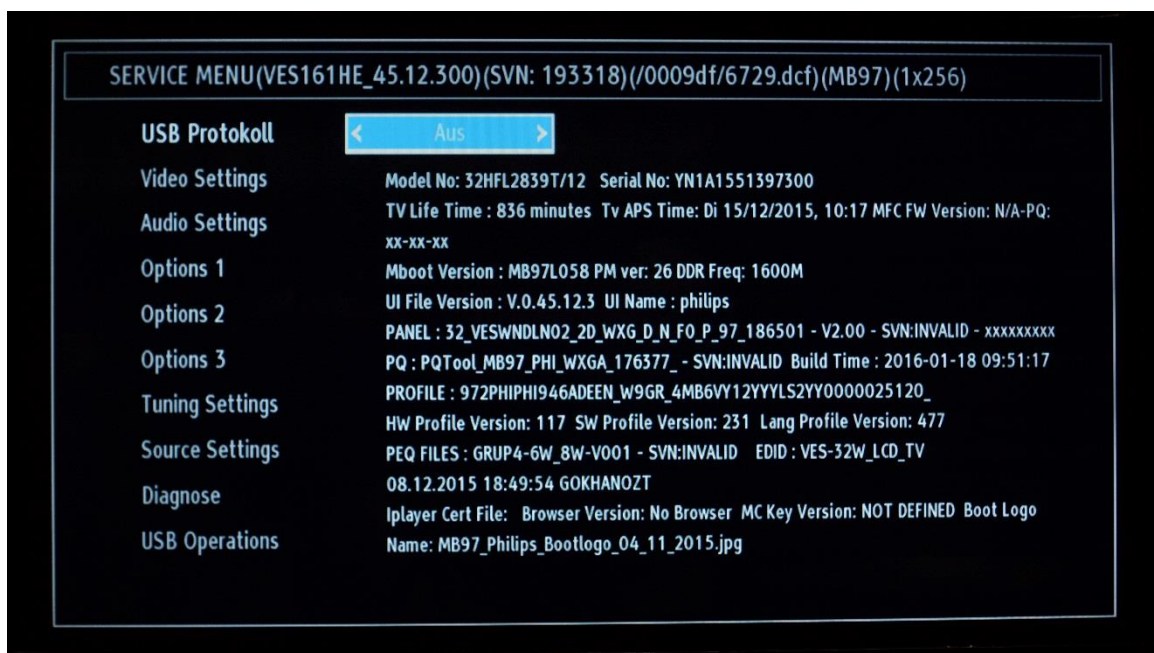 SERVICE MENU(VES161HE_45.12.300)(SVN: 193318)(/0009df/6729.dcf)(MB97)(1x256)
USB Protokoll < Aus >
Video Settings
Audio Settings
Options 1
Options 2
Options 3
Tuning Settings
Source Settings
Diagnose
USB Operations
Model No: 32HFL2839T/12 Serial No: YN1A1551397300
TV Life Time : 836 minutes Tv APS Time: Di 15/12/2015, 10:17 MFC FW Version: N/A-PQ:
xx-xx-xx
Mboot Version : MB97L058 PM ver: 26 DDR Freq: 1600M
UI File Version : V.0.45.12.3 UI Name : philips
PANEL : 32_VESWNDLN02_2D_WXG_D_N_F0_P_97_186501 - V2.00 - SVN:INVALID - xxxxxxxxx
PQ : PQTool_MB97_PHI_WXGA_176377_ - SVN:INVALID Build Time : 2016-01-18 09:51:17
PROFILE : 972PHIPHI946ADEEN_W9GR_4MB6VY12YYYLS2YY0000025120_
HW Profile Version: 117 SW Profile Version: 231 Lang Profile Version: 477
PEQ FILES : GRUP4-6W_8W-V001 - SVN:INVALID EDID : VES-32W_LCD_TV
08.12.2015 18:49:54 GOKHANOZT
Iplayer Cert File: Browser Version: No Browser MC Key Version: NOT DEFINED Boot Logo
Name: MB97_Philips_Bootlogo_04_11_2015.jpg